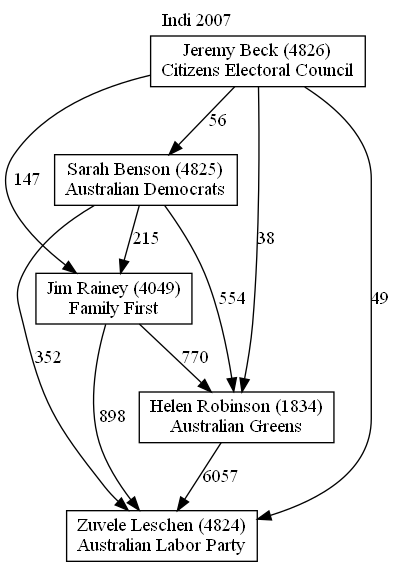 Indi 2007
Jeremy Beck (4826)
Citizens Electoral Council
56
Sarah Benson (4825)
Australian Democrats
147
215
38
Jim Rainey (4049)
Family First
554
49
352
898
770
Helen Robinson (1834)
Australian Greens
6057
Zuvele Leschen (4824)
Australian Labor Party